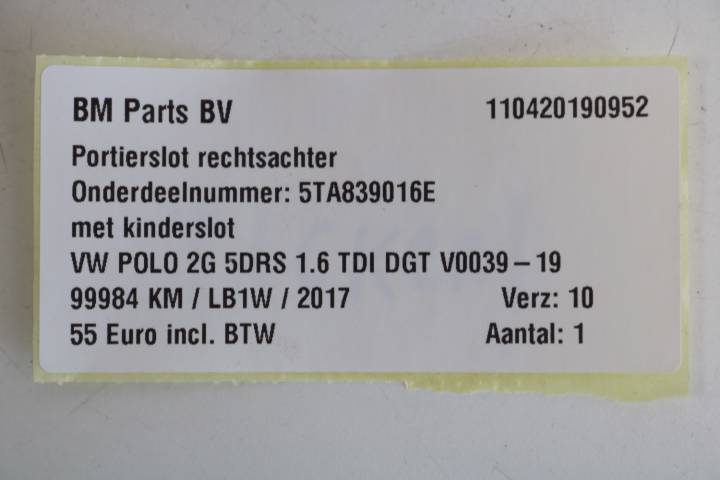 BM Parts BV 110420190952
Portierslot rechtsachter
Onderdeelnummer: 5TA839016E
met kinderslot
VW POLO 2G 5DRS 1.6 TDI DGT V0039 – 19
99984 KM / LB1W / 2017 Verz: 10
55 Euro incl. BTW Aantal: 1